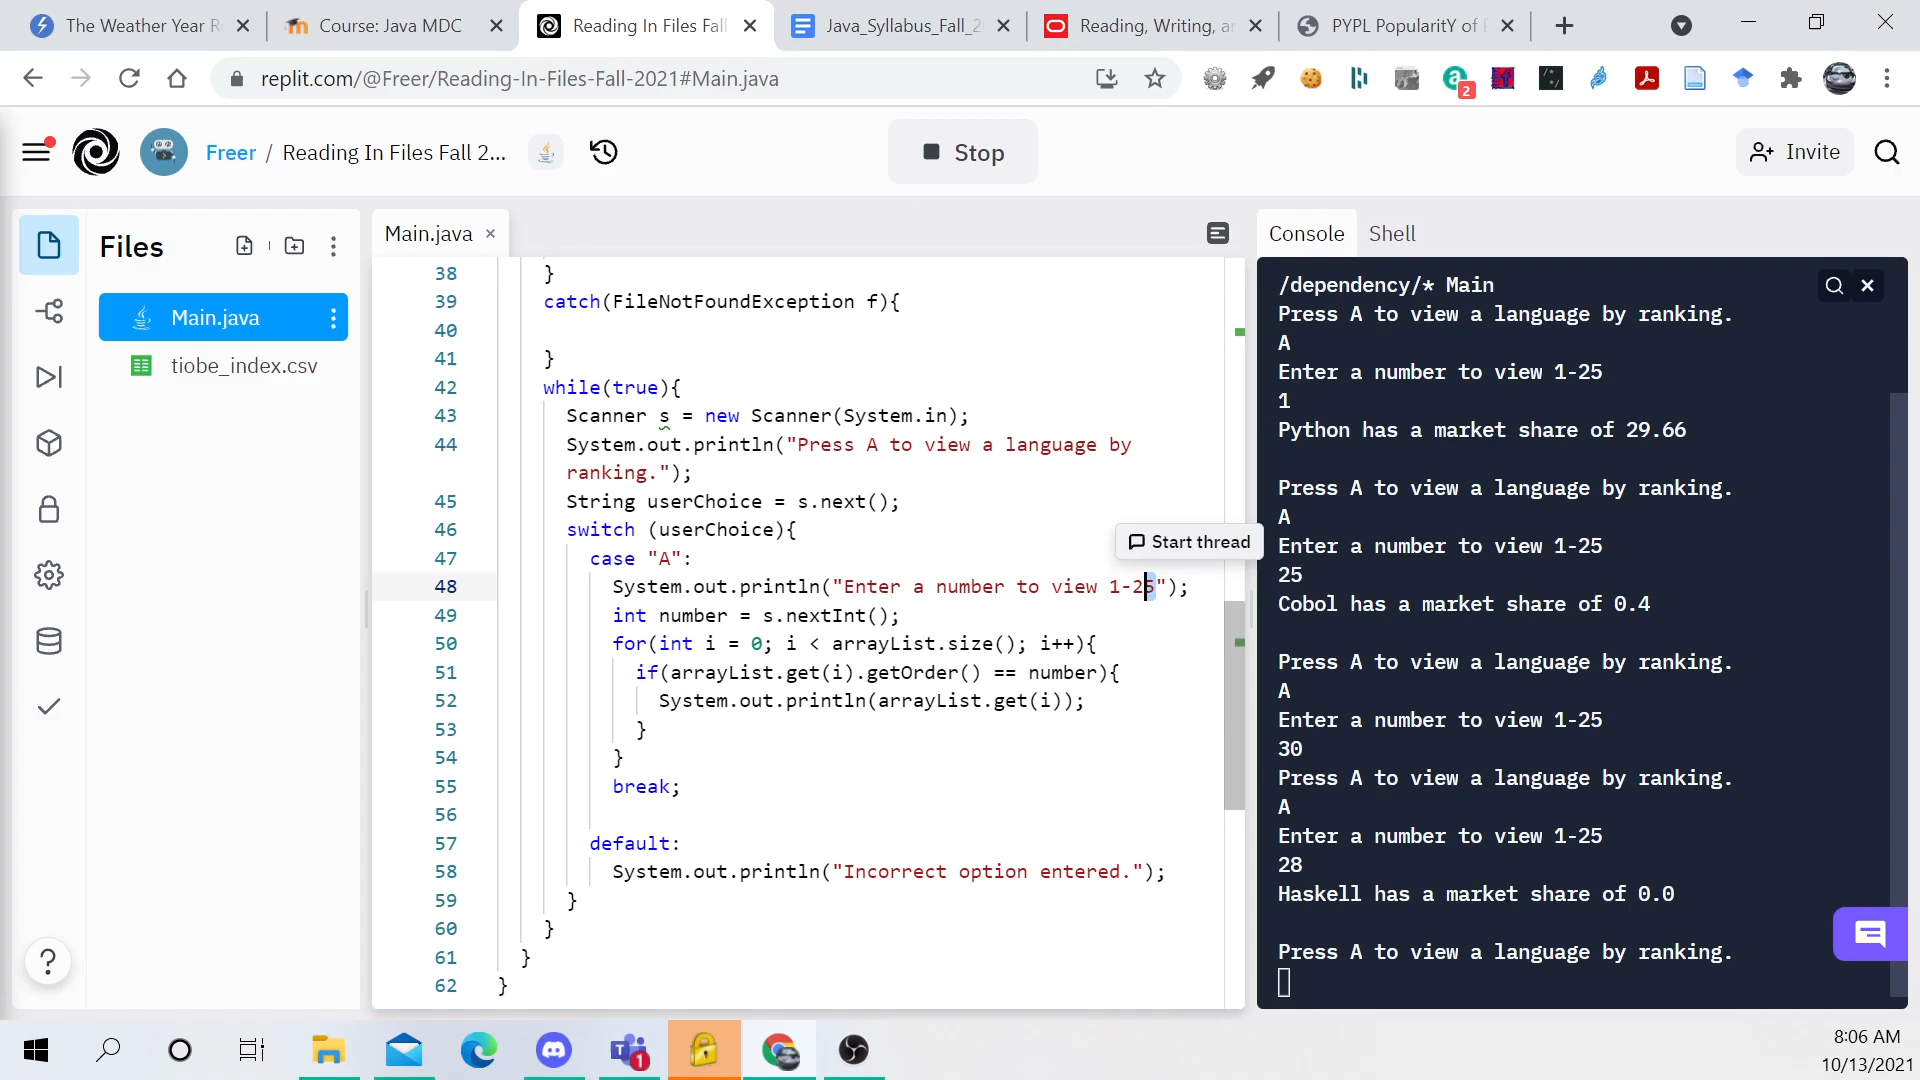 The Weather Year R
Course: Java MDC
Reading In Files Fall
Java_Syllabus_Fall_2
Reading, Writing, a
PYPL PopularitY of
replit.com/@Freer/Reading-In-Files-Fall-2021#Main.java
2
Freer / Reading In Files Fall 2...
Stop
Invite
Files
Main.java
tiobe_index.csv
Main.java
38 }
39 catch(FileNotFoundException f){
40
41 }
42 while(true){
43 Scanner s = new Scanner(System.in);
44 System.out.println("Press A to view a language by
ranking.");
45 String userChoice = s.next();
46 switch (userChoice){
Start thread
47 case "A":
48 System.out.println("Enter a number to view 1-25");
49 int number = s.nextInt();
50 for(int i = 0; i < arrayList.size(); i++){
51 if(arrayList.get(i).getOrder() == number){
52 System.out.println(arrayList.get(i));
53 }
54 }
55 break;
56
57 default:
58 System.out.println("Incorrect option entered.");
59 }
60 }
61 }
62 }
Console Shell
/dependency/* Main
Press A to view a language by ranking.
A
Enter a number to view 1-25
1
Python has a market share of 29.66
Press A to view a language by ranking.
A
Enter a number to view 1-25
25
Cobol has a market share of 0.4
Press A to view a language by ranking.
A
Enter a number to view 1-25
30
Press A to view a language by ranking.
A
Enter a number to view 1-25
28
Haskell has a market share of 0.0
Press A to view a language by ranking.
1
8:06 AM
10/13/2021